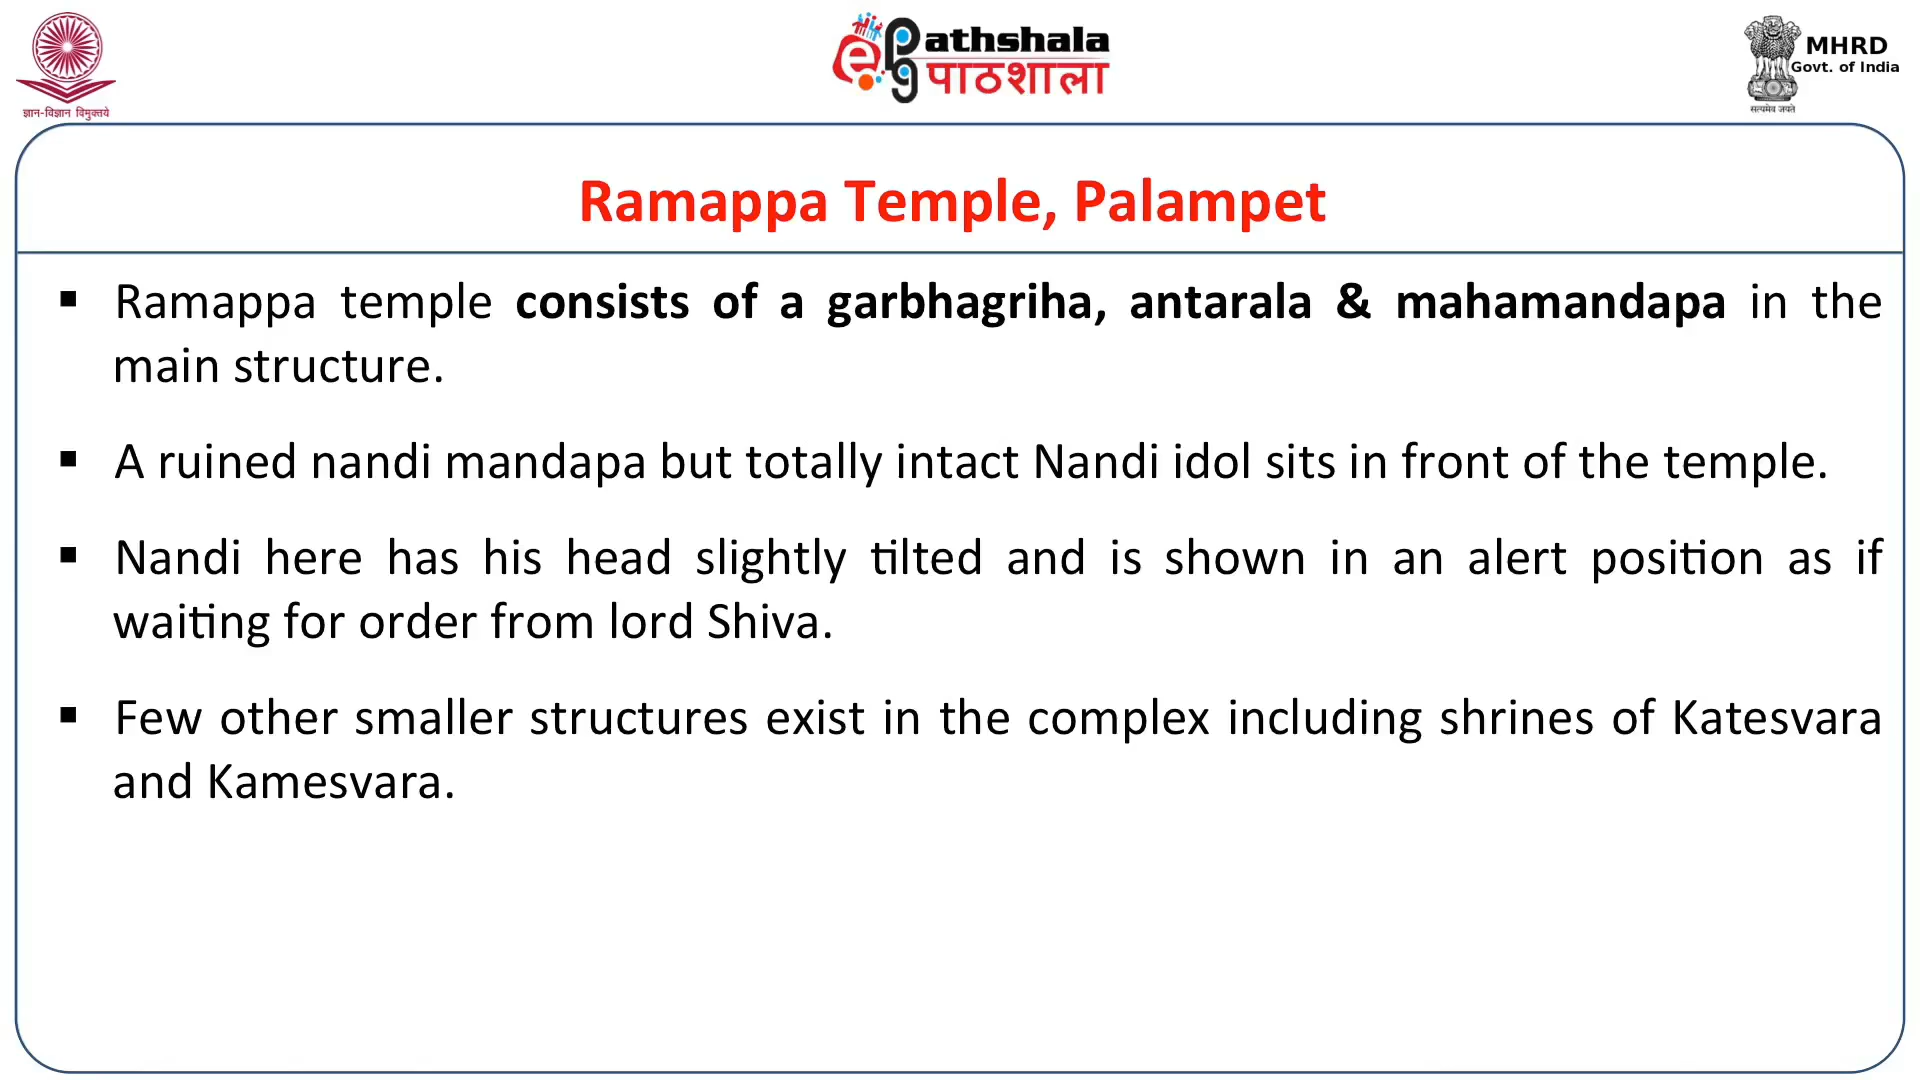 ज्ञान-विज्ञान विमुक्तये
ePG Pathshala
पाठशाला
MHRD
Govt. of India
सत्यमेव जयते
Ramappa Temple, Palampet
▪ Ramappa temple consists of a garbhagriha, antarala & mahamandapa in the
main structure.
▪ A ruined nandi mandapa but totally intact Nandi idol sits in front of the temple.
▪ Nandi here has his head slightly tilted and is shown in an alert position as if
waiting for order from lord Shiva.
▪ Few other smaller structures exist in the complex including shrines of Katesvara
and Kamesvara.